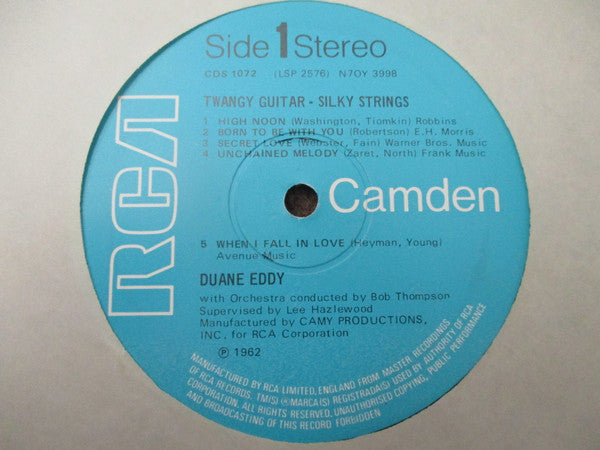 Side 1 Stereo
CDS 1072 (LSP 2576) N7OY 3998
TWANGY GUITAR - SILKY STRINGS
1 HIGH NOON (Washington, Tiomkin) Robbins
2 BORN TO BE WITH YOU (Robertson) E.H. Morris
3 SECRET LOVE (Webster, Fain) Warner Bros. Music
4 UNCHAINED MELODY (Zaret, North) Frank Music
RCA
Camden
5 WHEN I FALL IN LOVE (Heyman, Young)
Avenue Music
DUANE EDDY
with Orchestra conducted by Bob Thompson
Supervised by Lee Hazlewood
Manufactured by CAMY PRODUCTIONS,
INC, for RCA Corporation
℗ 1962
MANUFACTURED BY RCA LIMITED, ENGLAND FROM MASTER RECORDINGS
OF RCA RECORDS. TM(S) ® MARCA(S) REGISTRADA(S) USED BY AUTHORITY OF RCA
CORPORATION. ALL RIGHTS RESERVED, UNAUTHORISED COPYING, PUBLIC PERFORMANCE
AND BROADCASTING OF THIS RECORD FORBIDDEN